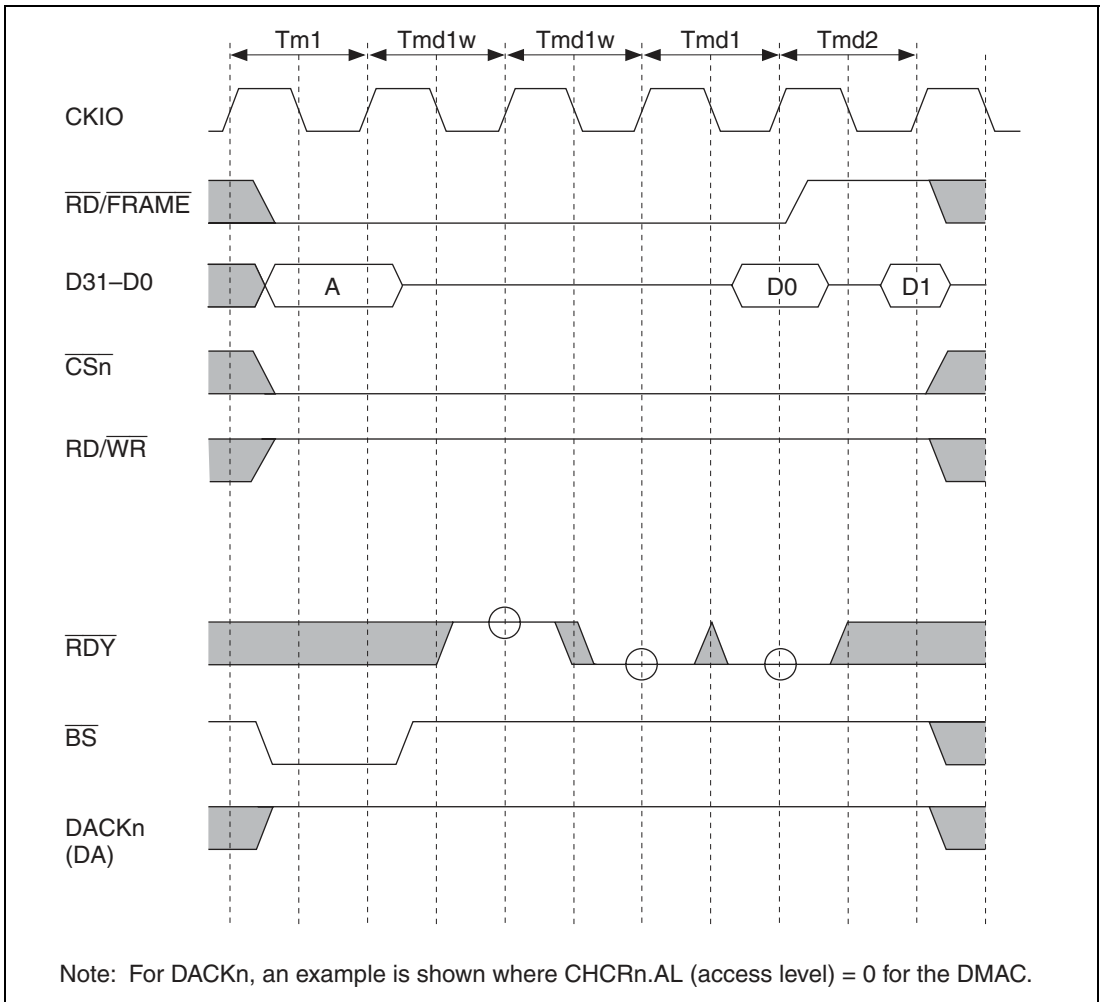 Tm1 Tmd1w Tmd1w Tmd1 Tmd2
CKIO
RD/FRAME
D31–D0 A D0 D1
CSn
RD/WR
RDY
BS
DACKn
(DA)
Note: For DACKn, an example is shown where CHCRn.AL (access level) = 0 for the DMAC.